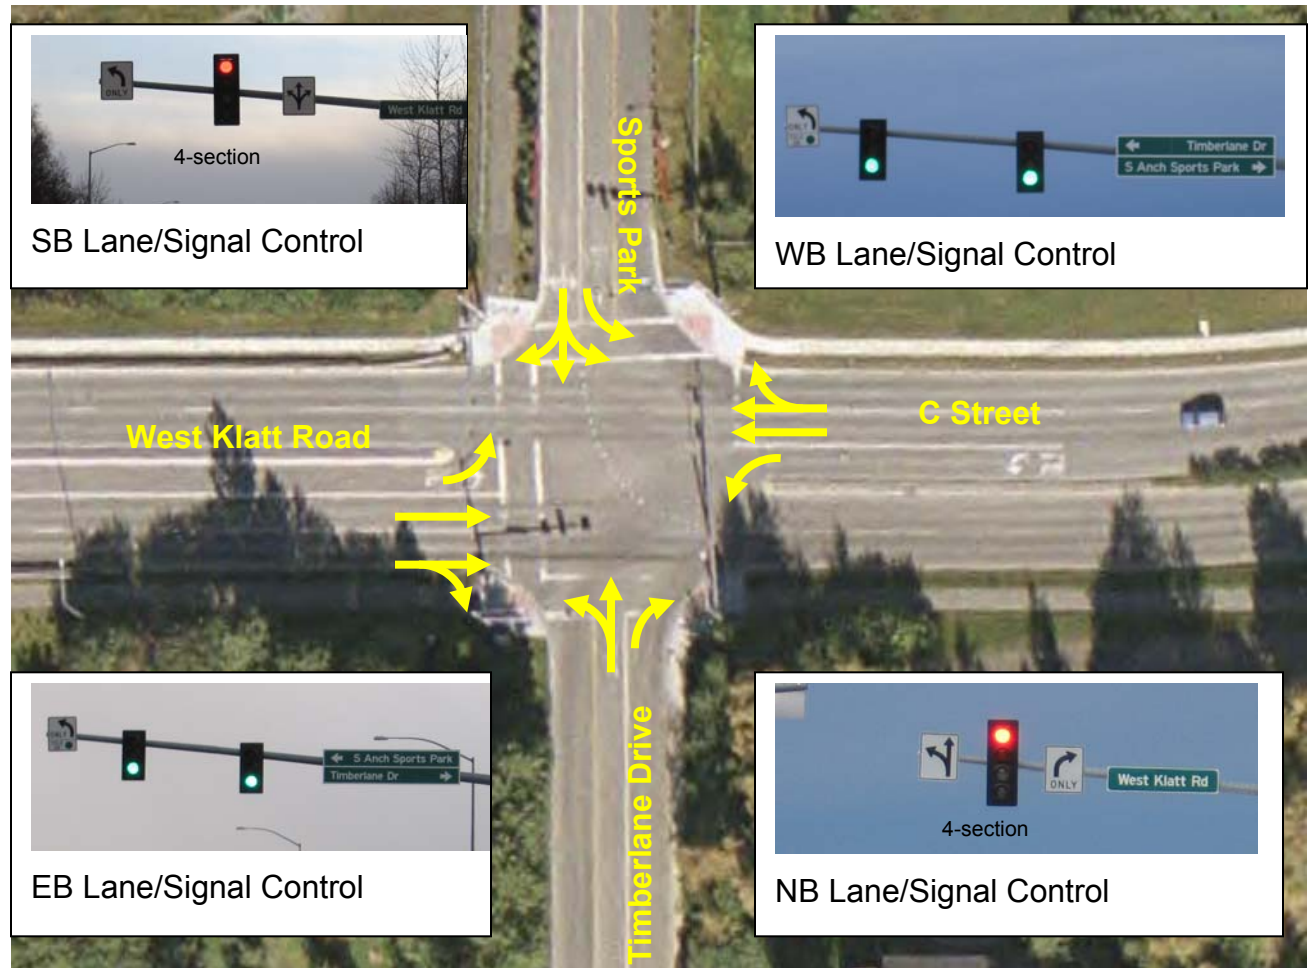 ONLY
West Klatt Rd
4-section
SB Lane/Signal Control
ONLY
Timberlane Dr
S Anch Sports Park
WB Lane/Signal Control
Sports Park
West Klatt Road
C Street
S Anch Sports Park
Timberlane Dr
EB Lane/Signal Control
Timberlane Drive
ONLY
West Klatt Rd
4-section
NB Lane/Signal Control